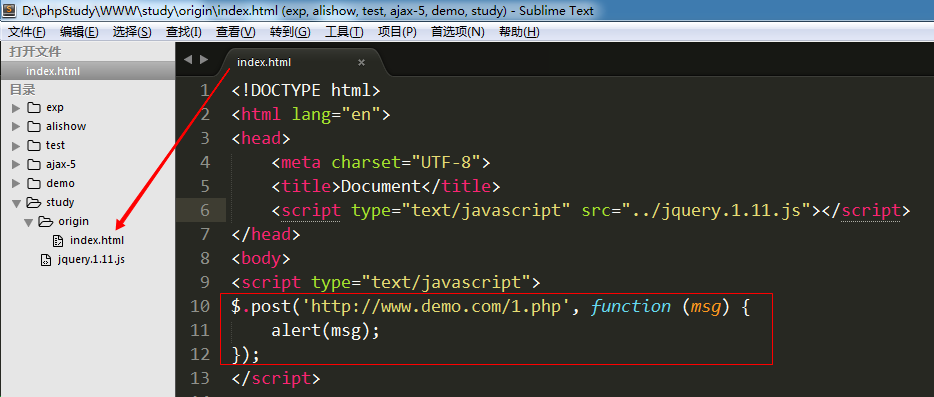 D:\phpStudy\WWW\study\origin\index.html (exp, alishow, test, ajax-5, demo, study) - Sublime Text
文件(F) 编辑(E) 选择(S) 查找(I) 查看(V) 转到(G) 工具(T) 项目(P) 首选项(N) 帮助(H)
打开文件
index.html
目录
exp
alishow
test
ajax-5
demo
study
origin
index.html
jquery.1.11.js
index.html ×
1 <!DOCTYPE html>
2 <html lang="en">
3 <head>
4     <meta charset="UTF-8">
5     <title>Document</title>
6     <script type="text/javascript" src="../jquery.1.11.js"></script>
7 </head>
8 <body>
9 <script type="text/javascript">
10 $.post('http://www.demo.com/1.php', function (msg) {
11     alert(msg);
12 });
13 </script>